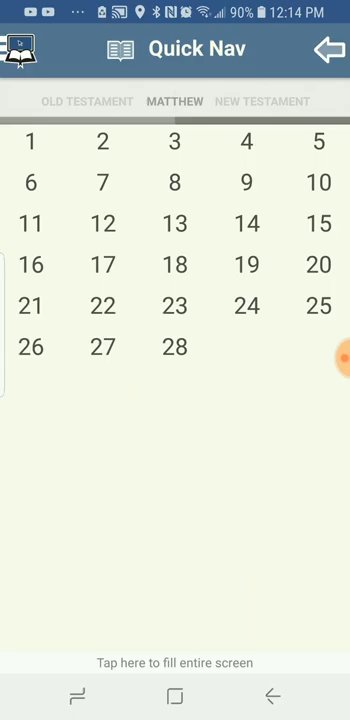 90% 12:14 PM
Quick Nav
OLD TESTAMENT MATTHEW NEW TESTAMENT
1 2 3 4 5
6 7 8 9 10
11 12 13 14 15
16 17 18 19 20
21 22 23 24 25
26 27 28
Tap here to fill entire screen